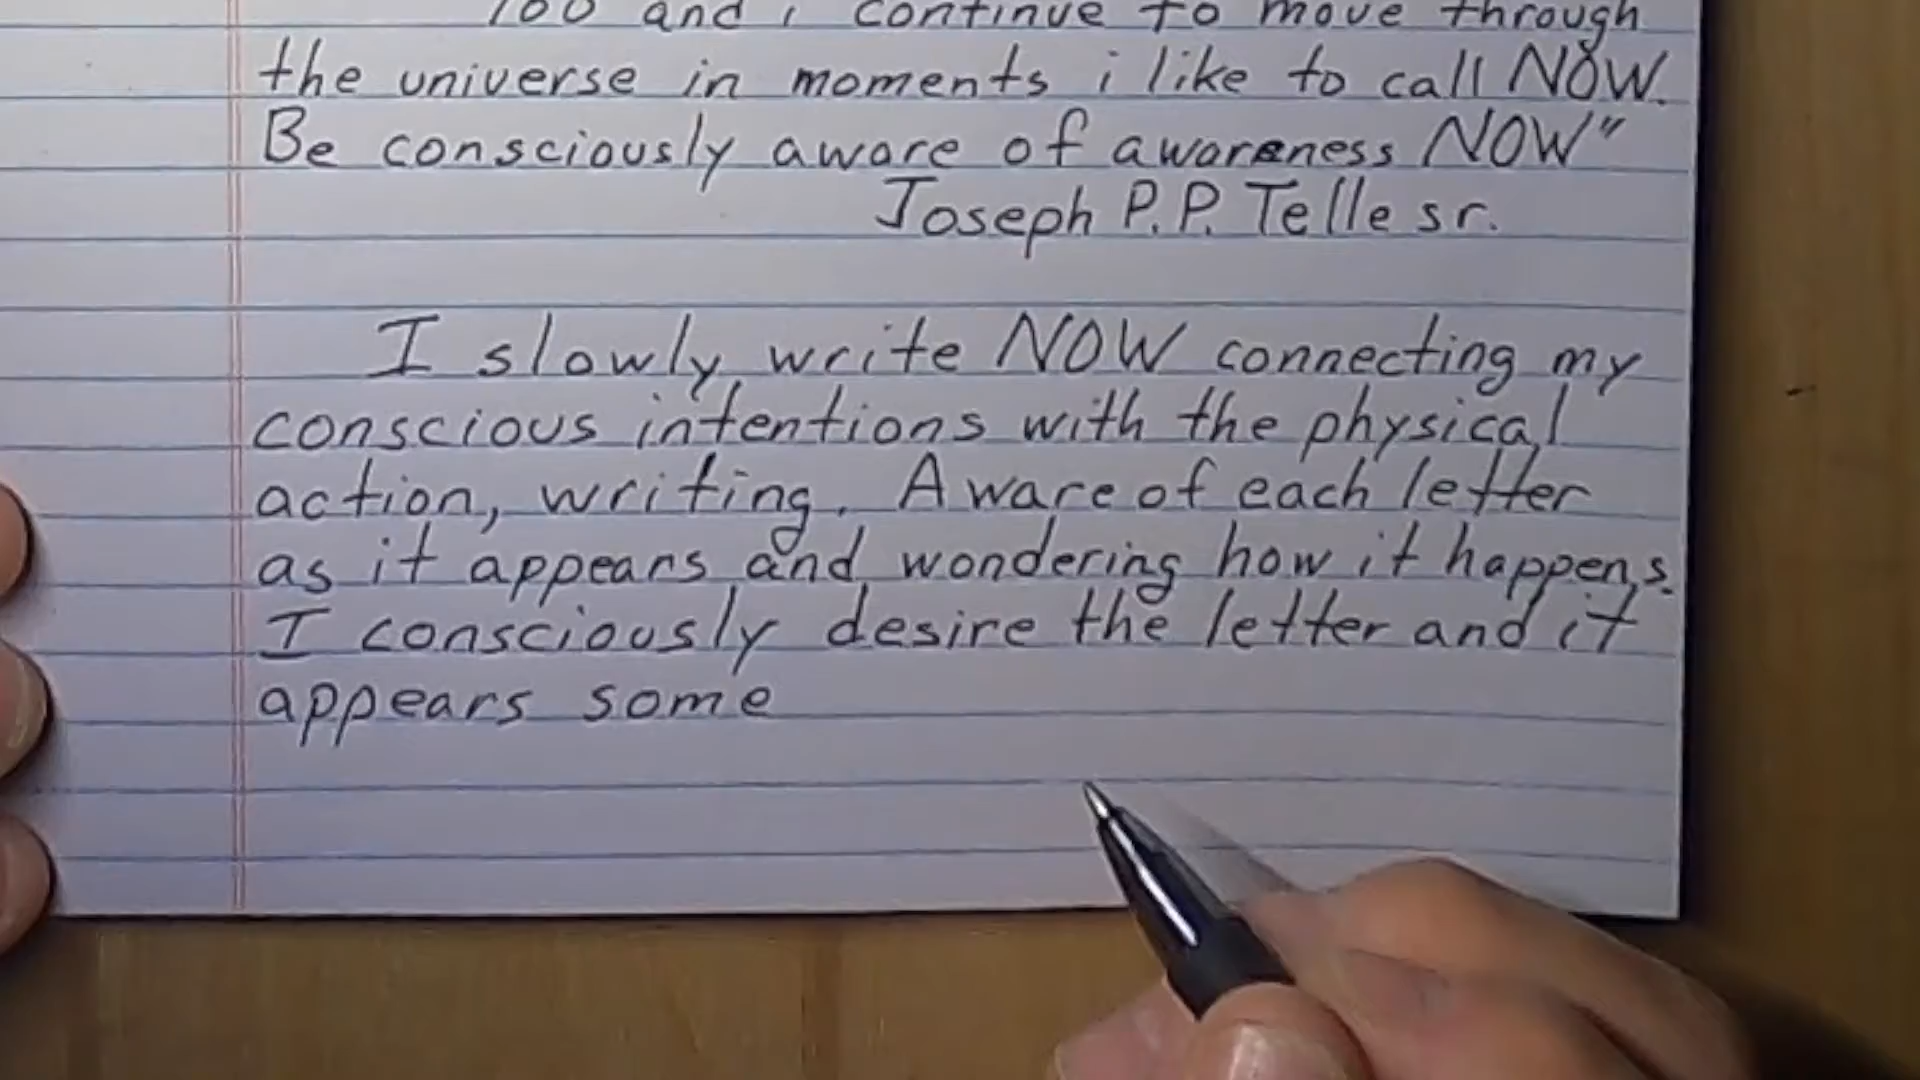 and i continue to move through
the universe in moments i like to call NOW.
Be consciously aware of awareness NOW"
Joseph P.P. Telle sr.
I slowly write NOW connecting my
conscious intentions with the physical
action, writing. Aware of each letter
as it appears and wondering how it happens.
I consciously desire the letter and it
appears some